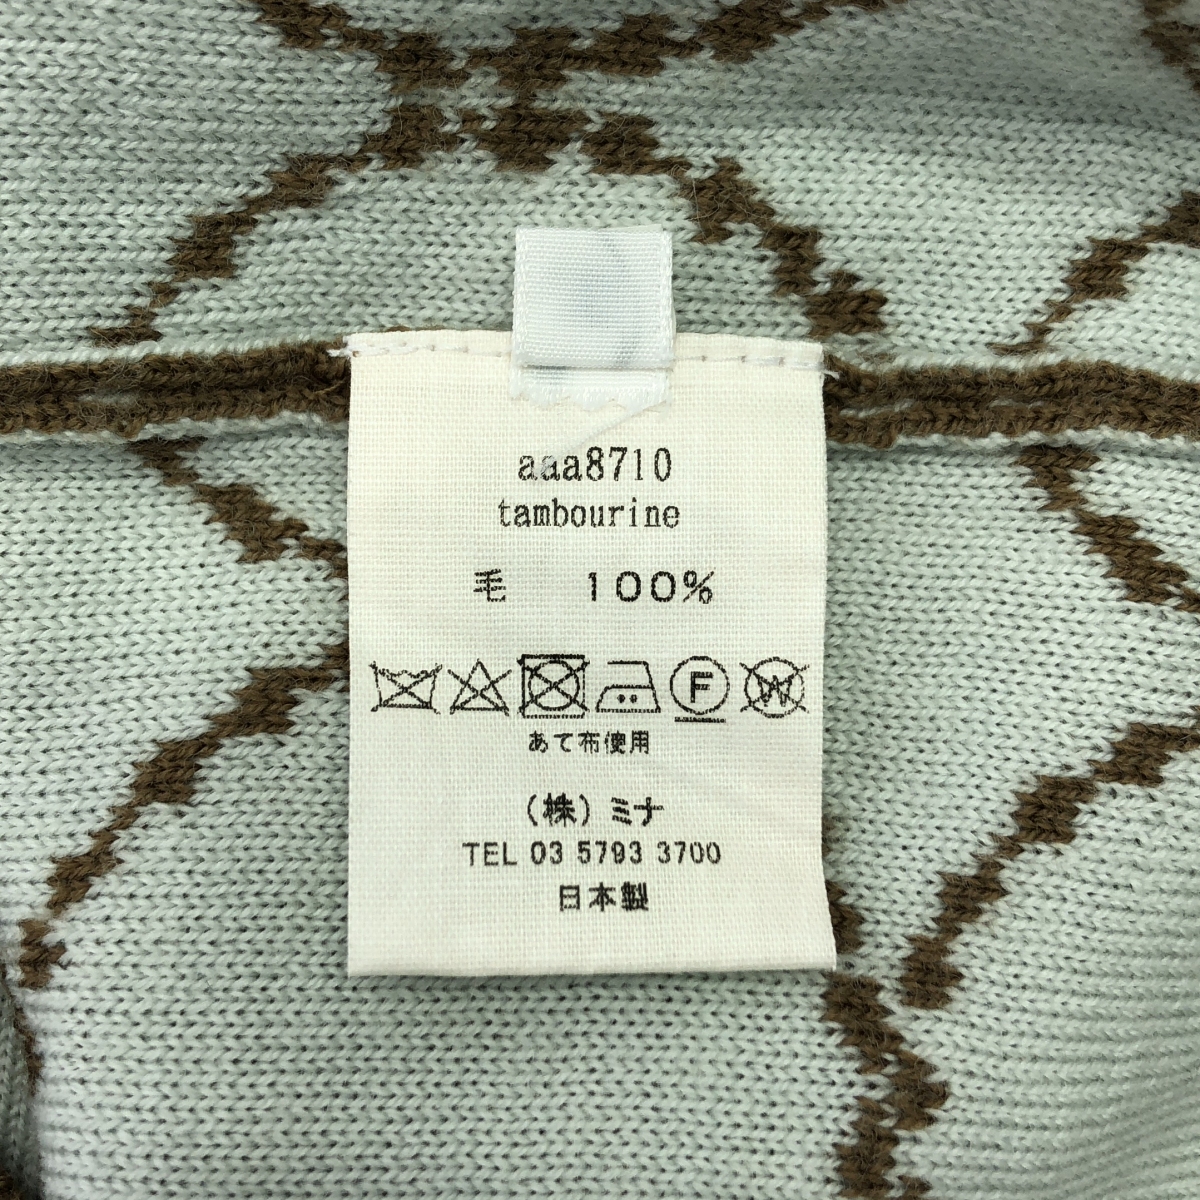 aaa8710
tambourine
毛 100%
F W
あて布使用
(株)ミナ
TEL 03 5793 3700
日本製